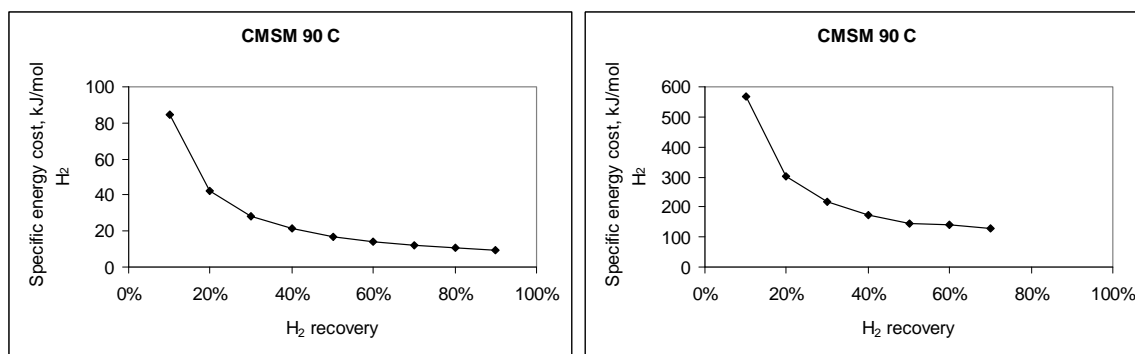 CMSM 90 C
Specific energy cost, kJ/mol
H₂
100
80
60
40
20
0
0% 20% 40% 60% 80% 100%
H₂ recovery
CMSM 90 C
Specific energy cost, kJ/mol
H₂
600
500
400
300
200
100
0
0% 20% 40% 60% 80% 100%
H₂ recovery